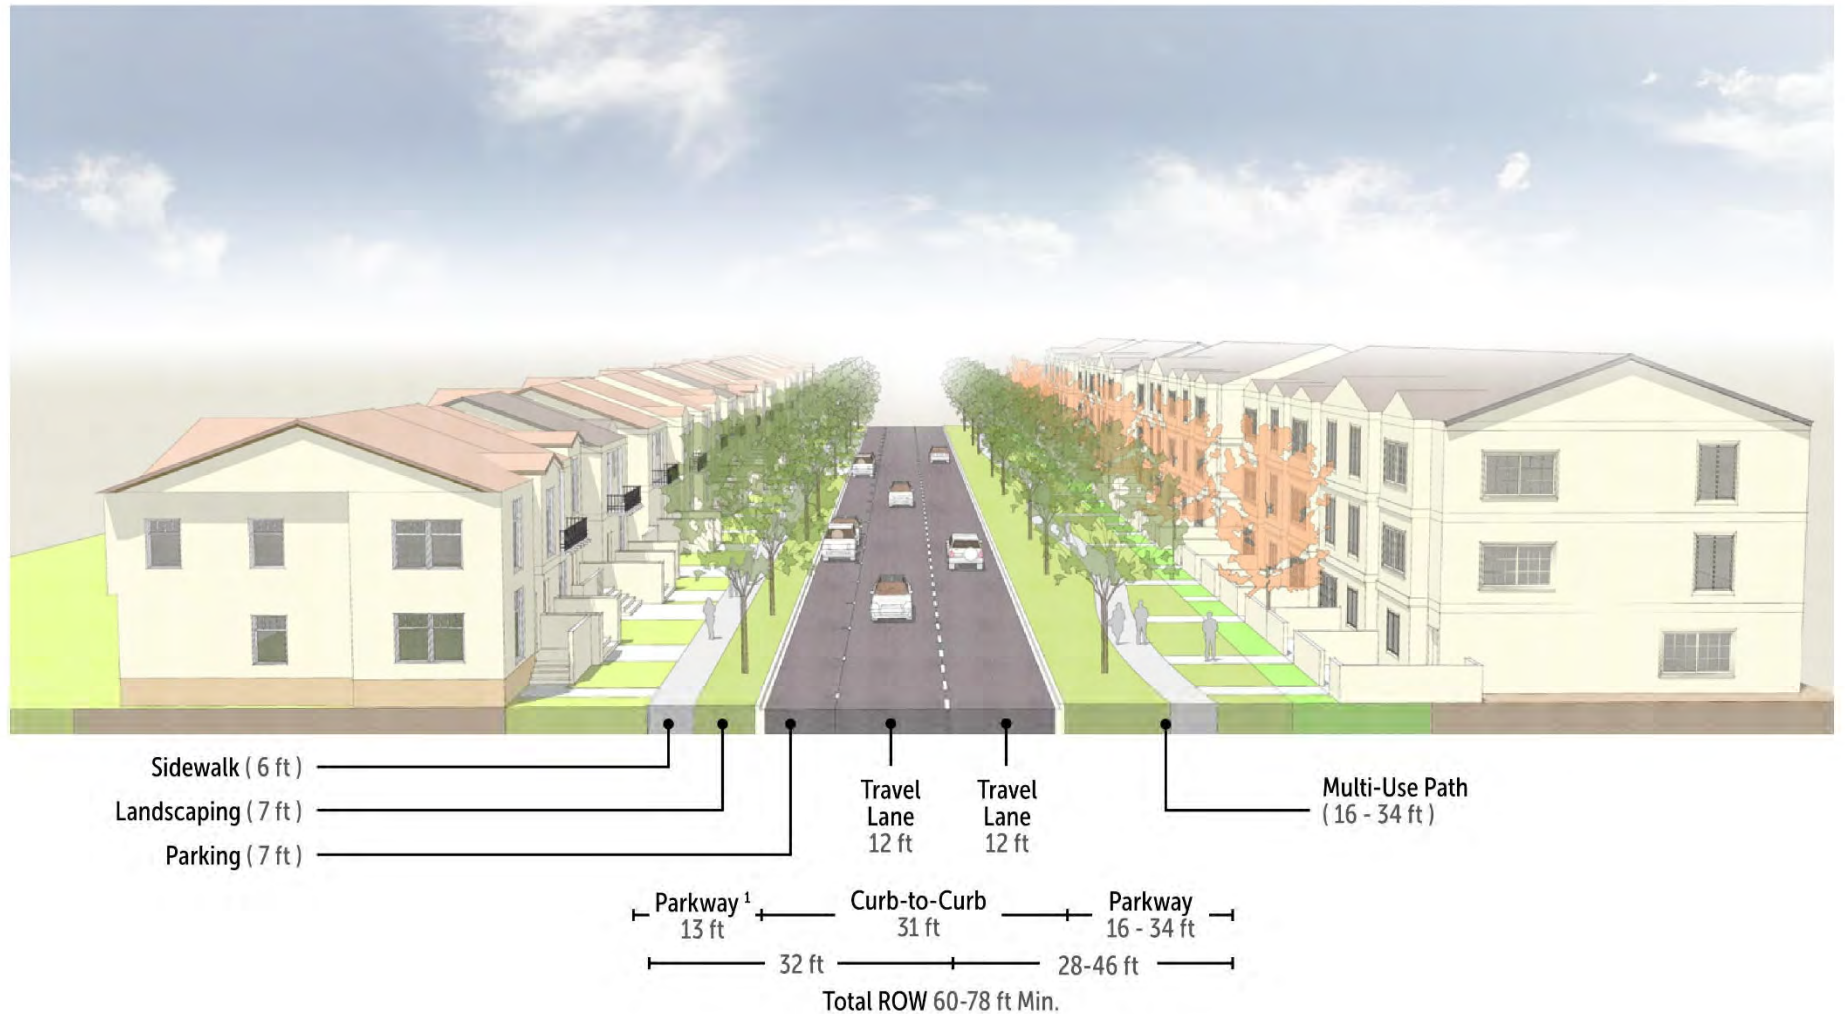 Sidewalk ( 6 ft )
Landscaping ( 7 ft )
Parking ( 7 ft )
Travel
Lane
12 ft
Travel
Lane
12 ft
Multi-Use Path
( 16 - 34 ft )
Parkway ¹
13 ft
Curb-to-Curb
31 ft
Parkway
16 - 34 ft
32 ft
28-46 ft
Total ROW 60-78 ft Min.